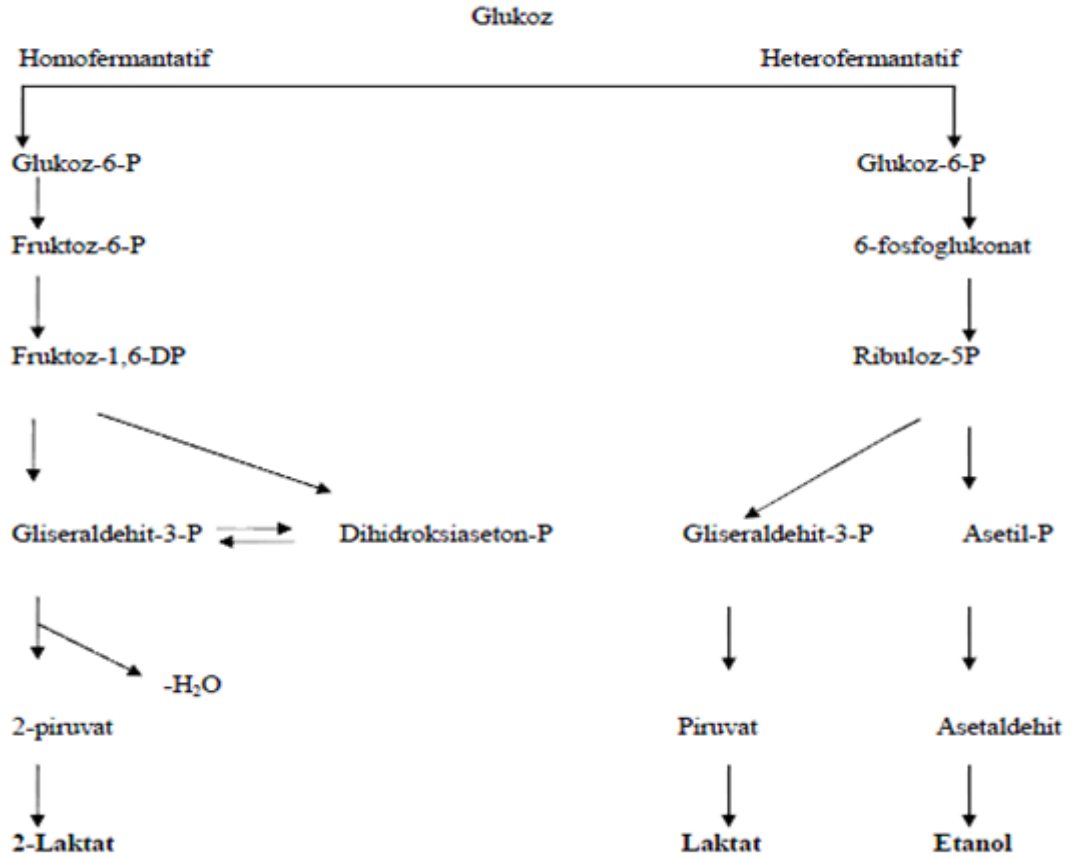 Glukoz
Homofermantatif Heterofermantatif
Glukoz-6-P Glukoz-6-P
Fruktoz-6-P 6-fosfoglukonat
Fruktoz-1,6-DP Ribuloz-5P
Gliseraldehit-3-P Dihidroksiaseton-P Gliseraldehit-3-P Asetil-P
-H₂O
2-piruvat Piruvat Asetaldehit
2-Laktat Laktat Etanol